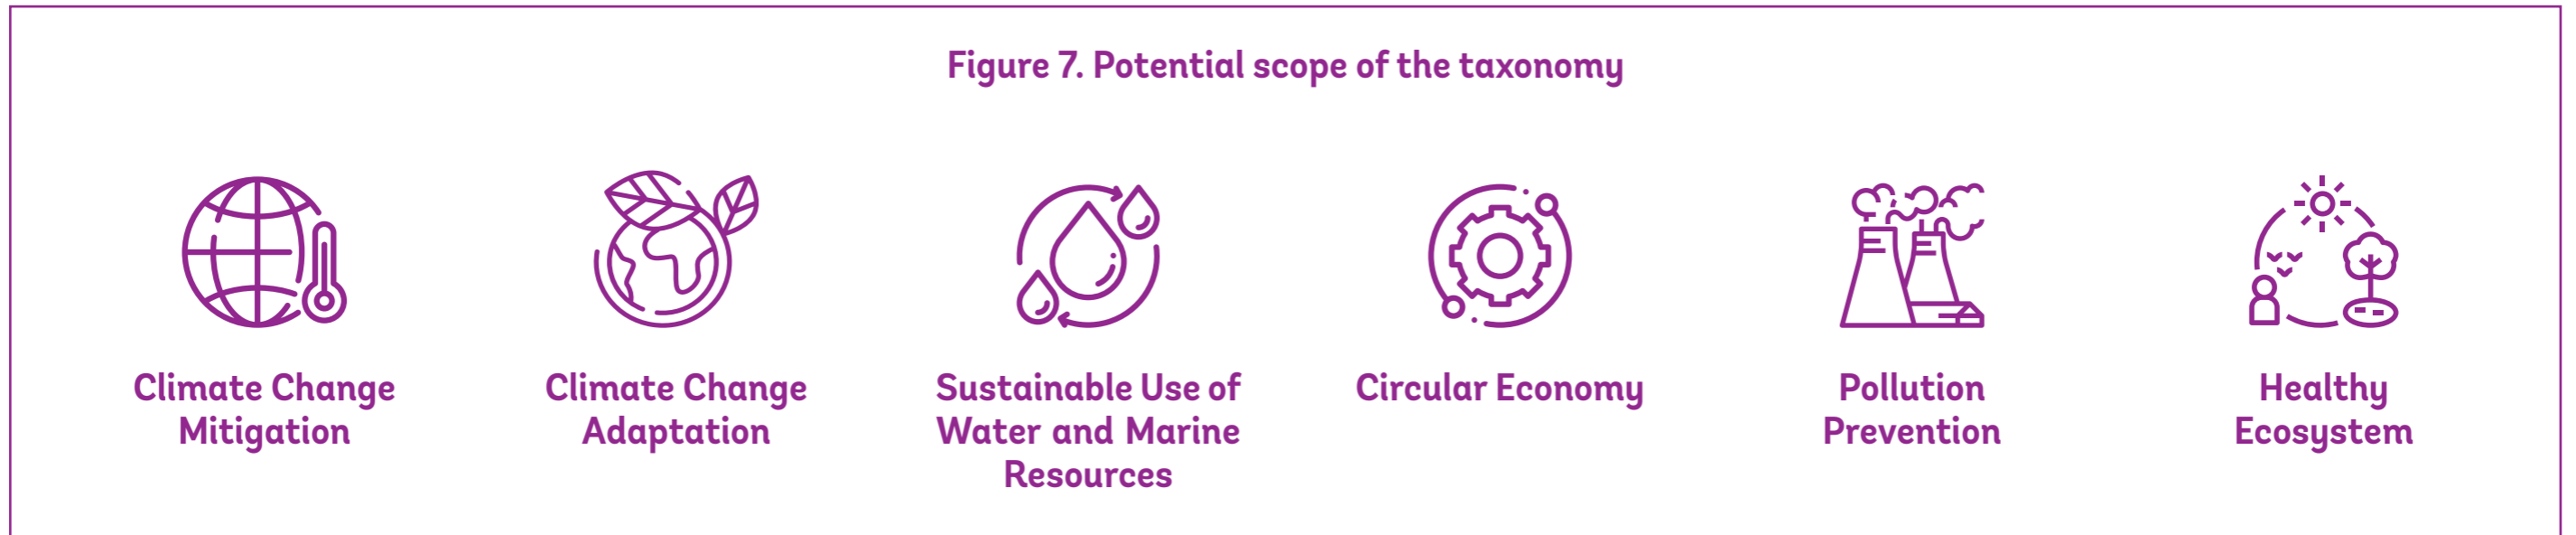 Figure 7. Potential scope of the taxonomy
Climate Change
Mitigation
Climate Change
Adaptation
Sustainable Use of
Water and Marine
Resources
Circular Economy
Pollution
Prevention
Healthy
Ecosystem